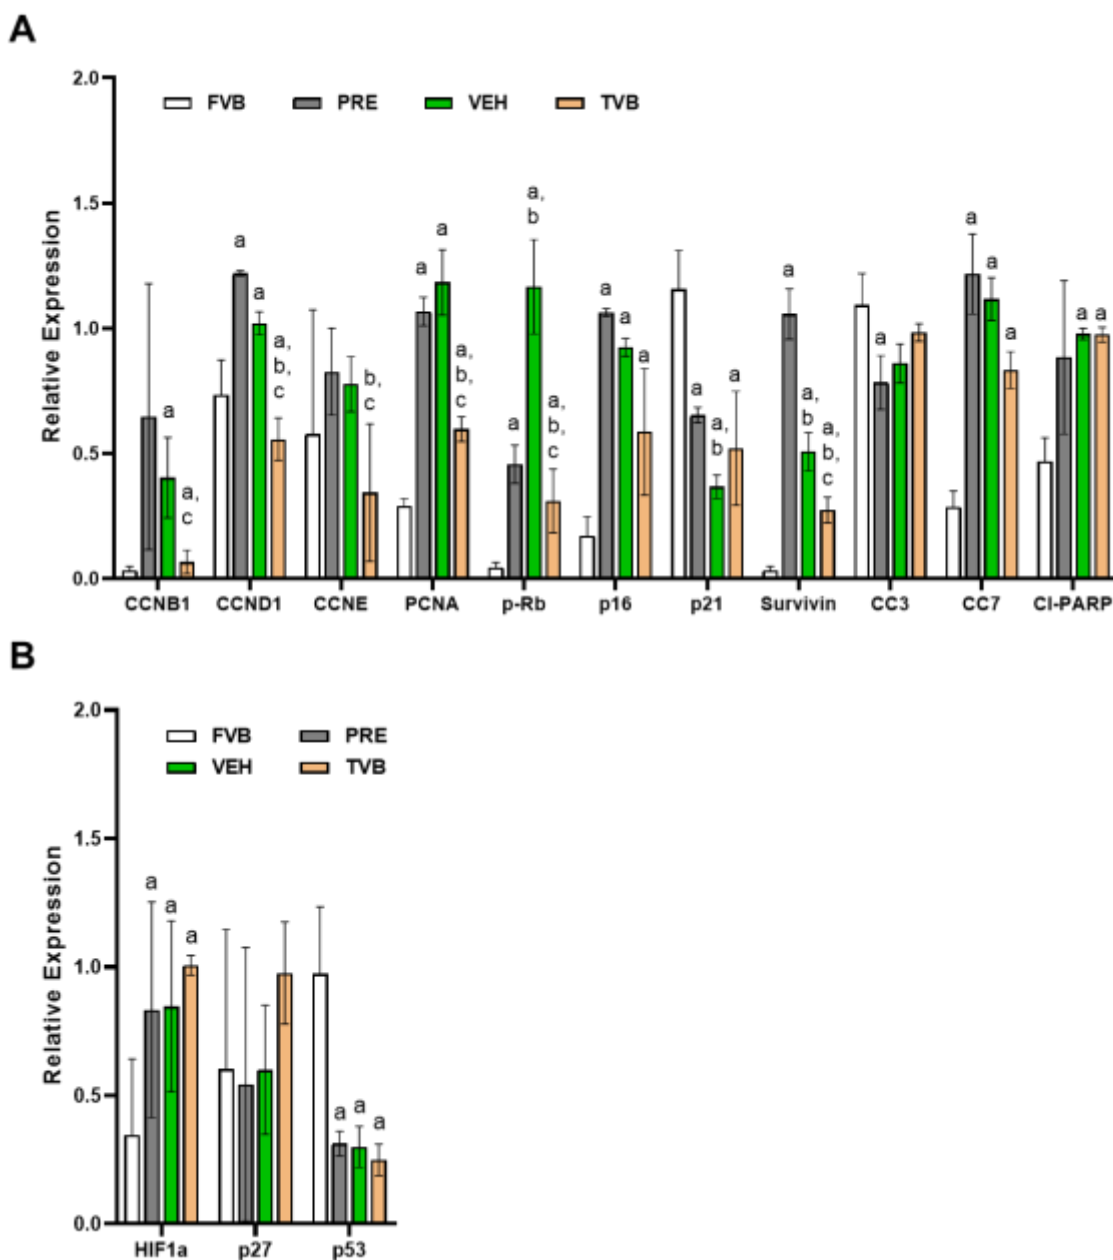 A
2.0
FVB PRE VEH TVB
1.5
1.0
0.5
0.0
Relative Expression
a
a,
c
a
a
a,
b,
c
b,
c
a
a
a,
b,
c
a
a,
b
a,
b,
c
a
a
a
a
a,
b
a
a
a,
b
a,
b,
c
a
a
a
a
a
a
CCNB1 CCND1 CCNE PCNA p-Rb p16 p21 Survivin CC3 CC7 Cl-PARP
B
2.0
FVB PRE
VEH TVB
1.5
1.0
0.5
0.0
Relative Expression
a
a
a
a
a
a
HIF1a p27 p53